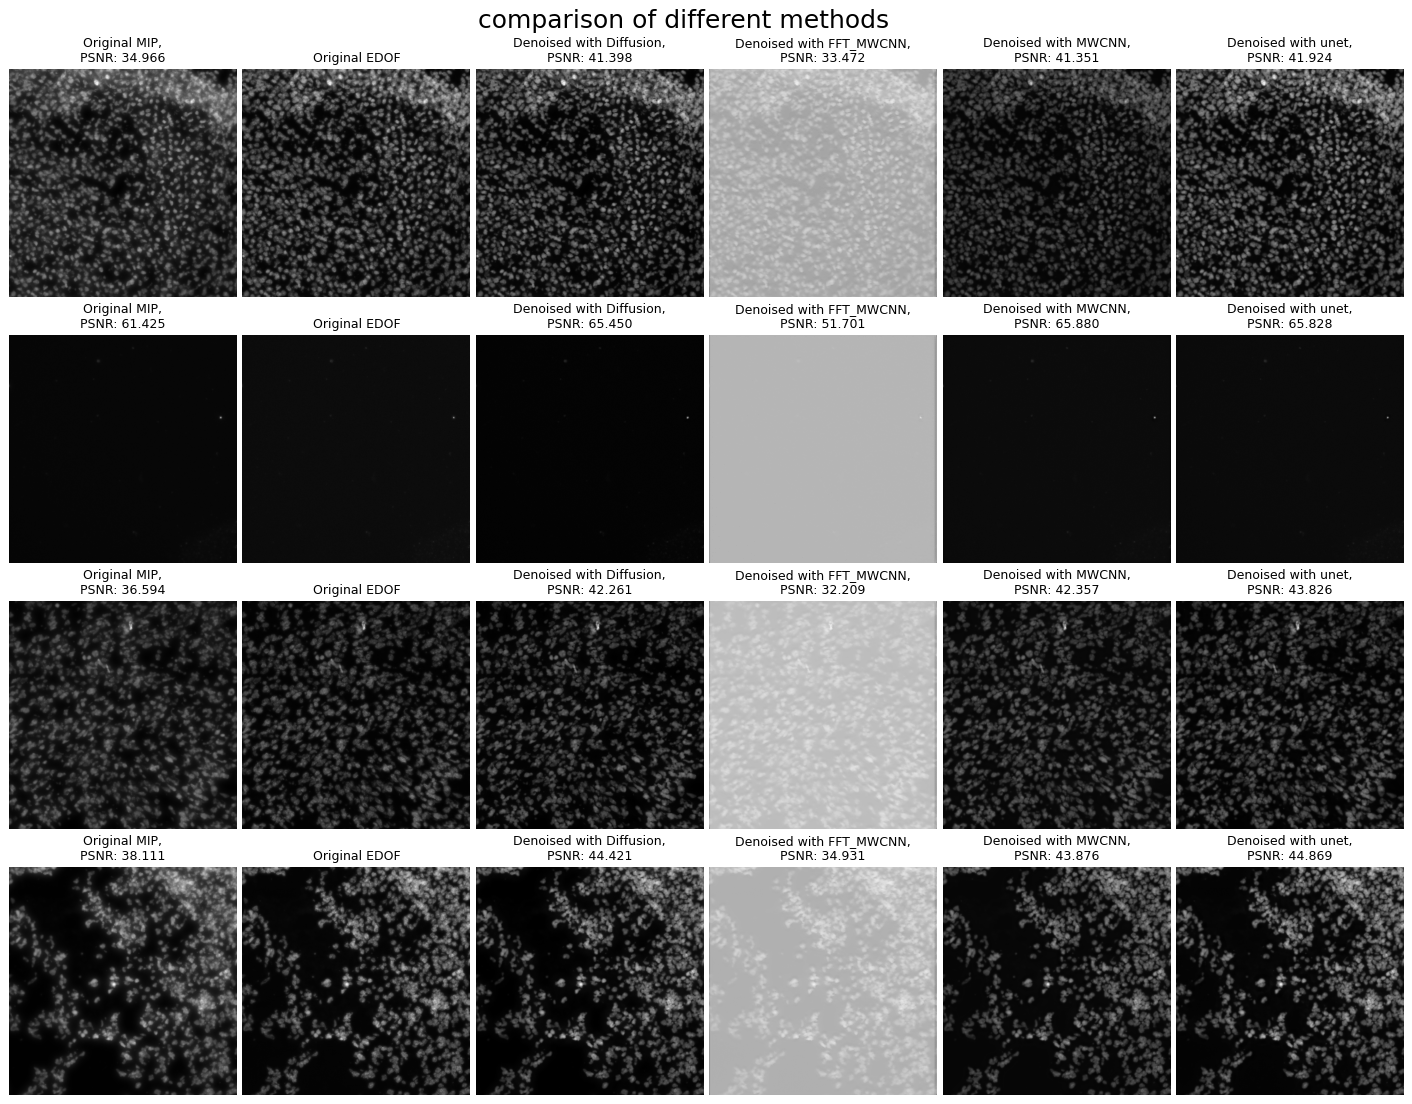 comparison of different methods
Original MIP,
PSNR: 34.966
Original EDOF
Denoised with Diffusion,
PSNR: 41.398
Denoised with FFT_MWCNN,
PSNR: 33.472
Denoised with MWCNN,
PSNR: 41.351
Denoised with unet,
PSNR: 41.924
Original MIP,
PSNR: 61.425
Original EDOF
Denoised with Diffusion,
PSNR: 65.450
Denoised with FFT_MWCNN,
PSNR: 51.701
Denoised with MWCNN,
PSNR: 65.880
Denoised with unet,
PSNR: 65.828
Original MIP,
PSNR: 36.594
Original EDOF
Denoised with Diffusion,
PSNR: 42.261
Denoised with FFT_MWCNN,
PSNR: 32.209
Denoised with MWCNN,
PSNR: 42.357
Denoised with unet,
PSNR: 43.826
Original MIP,
PSNR: 38.111
Original EDOF
Denoised with Diffusion,
PSNR: 44.421
Denoised with FFT_MWCNN,
PSNR: 34.931
Denoised with MWCNN,
PSNR: 43.876
Denoised with unet,
PSNR: 44.869